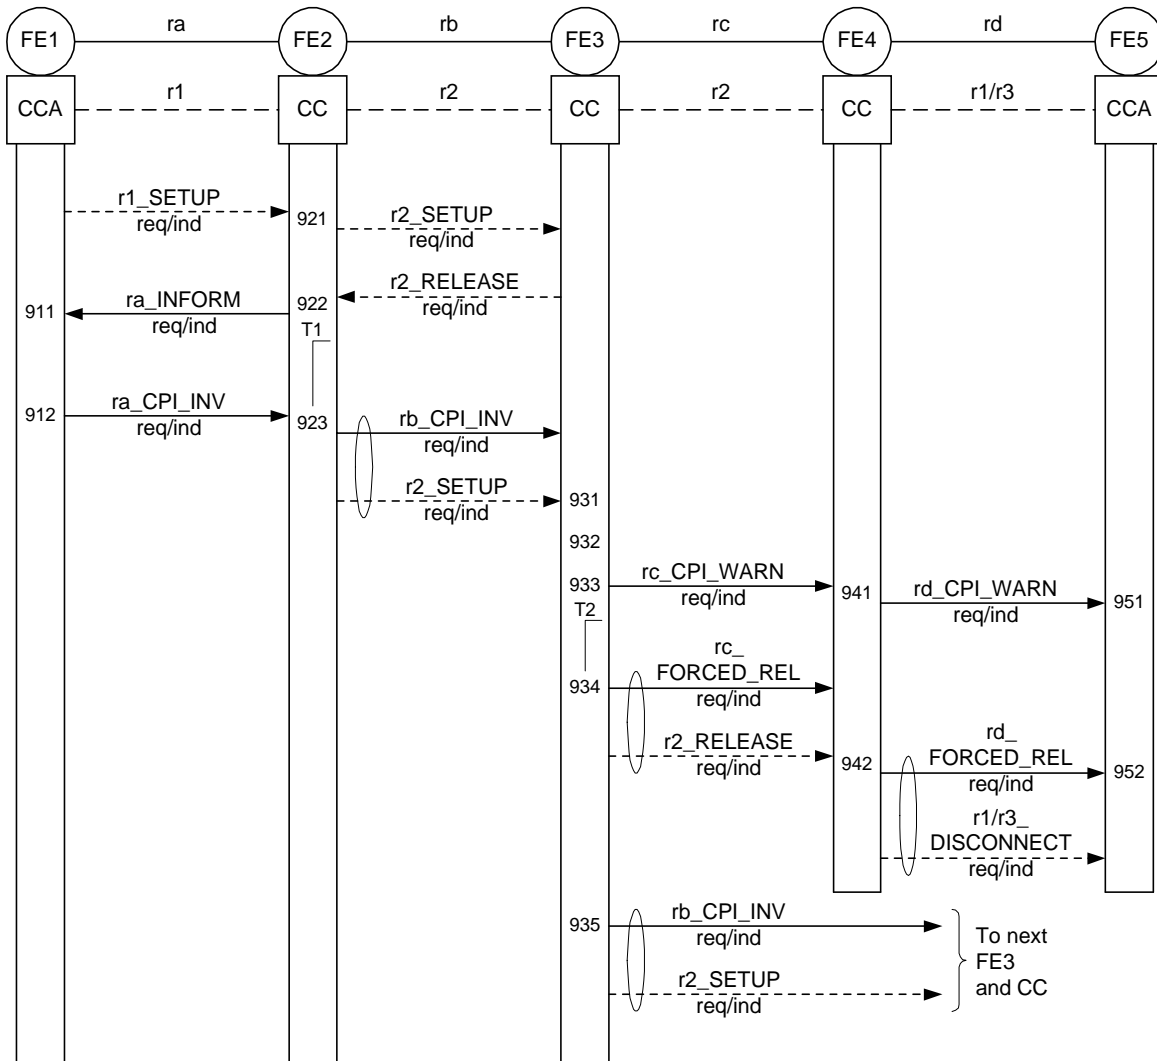 FE1 ra FE2 rb FE3 rc FE4 rd FE5
CCA r1 CC r2 CC r2 CC r1/r3 CCA
r1_SETUP
req/ind
921
r2_SETUP
req/ind
r2_RELEASE
req/ind
911
ra_INFORM
req/ind
922
T1
912
ra_CPI_INV
req/ind
923
rb_CPI_INV
req/ind
r2_SETUP
req/ind
931
932
933
rc_CPI_WARN
req/ind
941
rd_CPI_WARN
req/ind
951
T2
rc_
FORCED_REL
req/ind
934
r2_RELEASE
req/ind
942
rd_
FORCED_REL
req/ind
952
r1/r3_
DISCONNECT
req/ind
935
rb_CPI_INV
req/ind
r2_SETUP
req/ind
To next
FE3
and CC